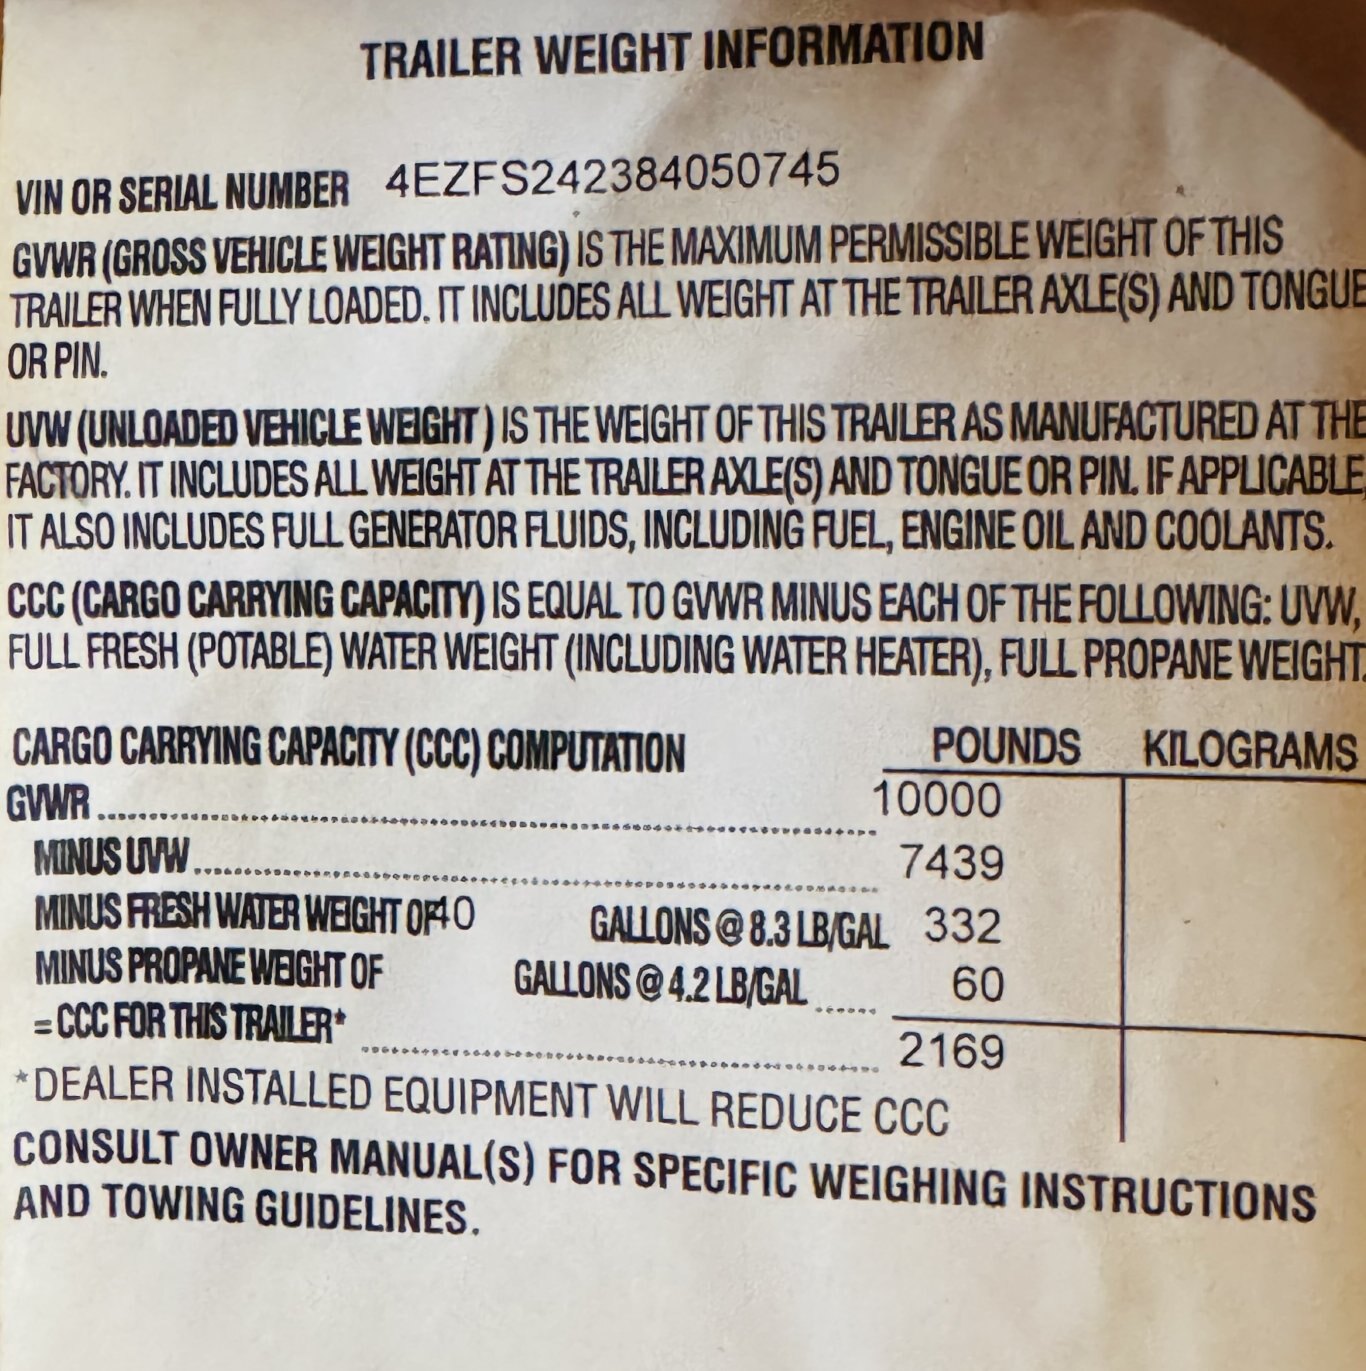 TRAILER WEIGHT INFORMATION
VIN OR SERIAL NUMBER 4EZFS242384050745
GVWR (GROSS VEHICLE WEIGHT RATING) IS THE MAXIMUM PERMISSIBLE WEIGHT OF THIS
TRAILER WHEN FULLY LOADED. IT INCLUDES ALL WEIGHT AT THE TRAILER AXLE(S) AND TONGUE
OR PIN.
UVW (UNLOADED VEHICLE WEIGHT ) IS THE WEIGHT OF THIS TRAILER AS MANUFACTURED AT THE
FACTORY. IT INCLUDES ALL WEIGHT AT THE TRAILER AXLE(S) AND TONGUE OR PIN. IF APPLICABLE,
IT ALSO INCLUDES FULL GENERATOR FLUIDS, INCLUDING FUEL, ENGINE OIL AND COOLANTS.
CCC (CARGO CARRYING CAPACITY) IS EQUAL TO GVWR MINUS EACH OF THE FOLLOWING: UVW,
FULL FRESH (POTABLE) WATER WEIGHT (INCLUDING WATER HEATER), FULL PROPANE WEIGHT.
CARGO CARRYING CAPACITY (CCC) COMPUTATION POUNDS KILOGRAMS
GVWR 10000
MINUS UVW 7439
MINUS FRESH WATER WEIGHT OF 40 GALLONS @ 8.3 LB/GAL 332
MINUS PROPANE WEIGHT OF GALLONS @ 4.2 LB/GAL 60
= CCC FOR THIS TRAILER* 2169
*DEALER INSTALLED EQUIPMENT WILL REDUCE CCC
CONSULT OWNER MANUAL(S) FOR SPECIFIC WEIGHING INSTRUCTIONS
AND TOWING GUIDELINES.